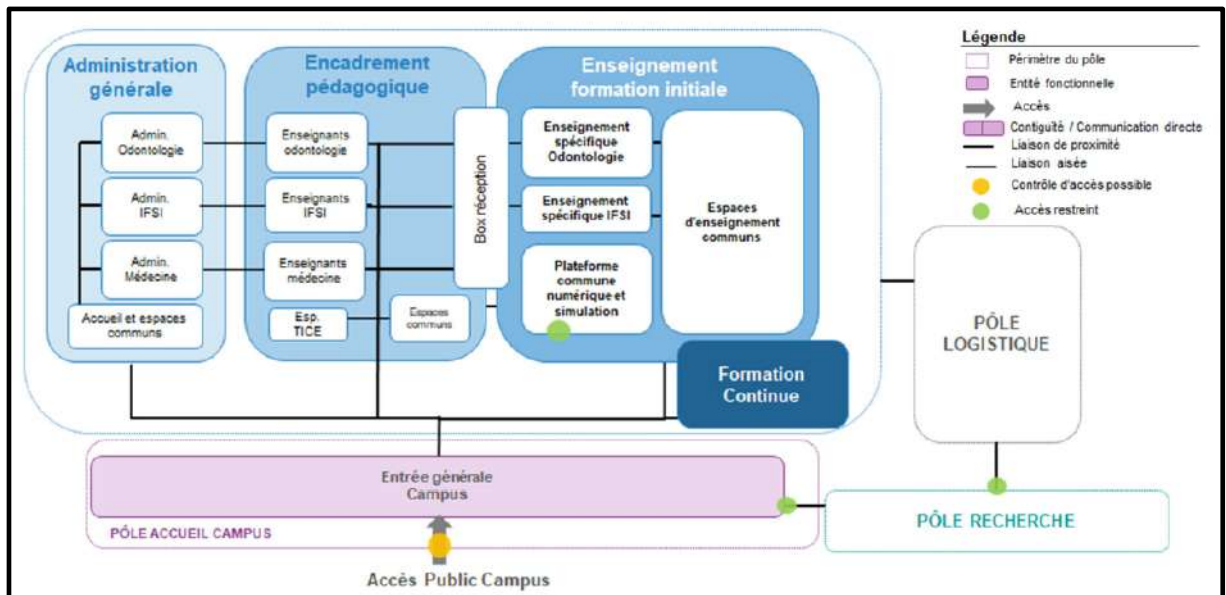 Administration
générale
Admin.
Odontologie
Admin.
IFSI
Admin.
Médecine
Accueil et espaces
communs
Encadrement
pédagogique
Enseignants
odontologie
Enseignants
IFSI
Enseignants
médecine
Esp.
TICE
Espaces
communs
Box réception
Enseignement
formation initiale
Enseignement
spécifique
Odontologie
Enseignement
spécifique IFSI
Plateforme
commune
numérique et
simulation
Espaces
d'enseignement
communs
Formation
Continue
Légende
Périmètre du pôle
Entité fonctionnelle
Accès
Contiguïté / Communication directe
Liaison de proximité
Liaison aisée
Contrôle d'accès possible
Accès restreint
PÔLE
LOGISTIQUE
Entrée générale
Campus
PÔLE ACCUEIL CAMPUS
PÔLE RECHERCHE
Accès Public Campus